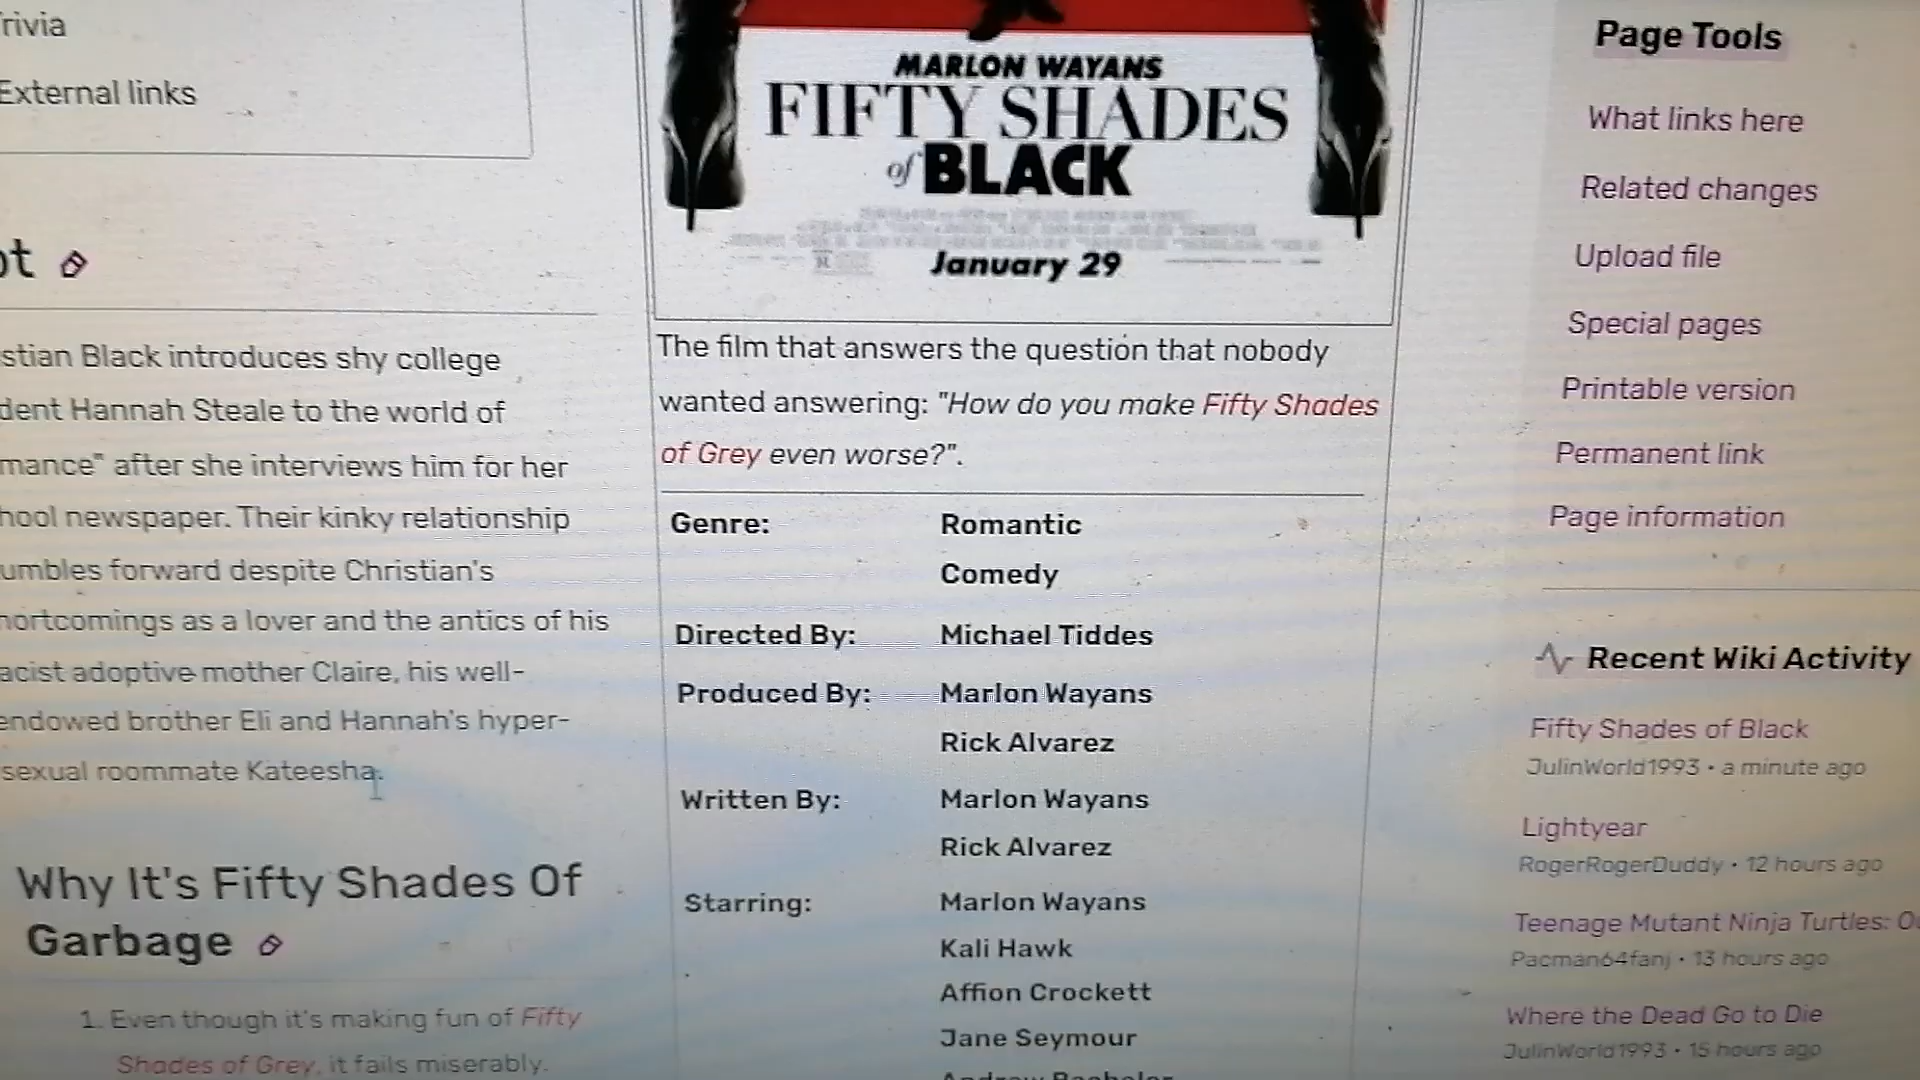 rivia
External links
ot
stian Black introduces shy college
dent Hannah Steale to the world of
mance" after she interviews him for her
hool newspaper. Their kinky relationship
umbles forward despite Christian's
hortcomings as a lover and the antics of his
acist adoptive mother Claire, his well-
endowed brother Eli and Hannah's hyper-
sexual roommate Kateesha.
Why It's Fifty Shades Of
Garbage
1. Even though it's making fun of Fifty
Shades of Grey, it fails miserably.
MARLON WAYANS
FIFTY SHADES
of BLACK
January 29
The film that answers the question that nobody
wanted answering: "How do you make Fifty Shades
of Grey even worse?".
Genre: Romantic
Comedy
Directed By: Michael Tiddes
Produced By: Marlon Wayans
Rick Alvarez
Written By: Marlon Wayans
Rick Alvarez
Starring: Marlon Wayans
Kali Hawk
Affion Crockett
Jane Seymour
Page Tools
What links here
Related changes
Upload file
Special pages
Printable version
Permanent link
Page information
Recent Wiki Activity
Fifty Shades of Black
JulinWorld1993 • a minute ago
Lightyear
RogerRogerDuddy • 12 hours ago
Teenage Mutant Ninja Turtles:
Pacman64fanj • 13 hours ago
Where the Dead Go to Die
JulinWorld1993 • 15 hours ago